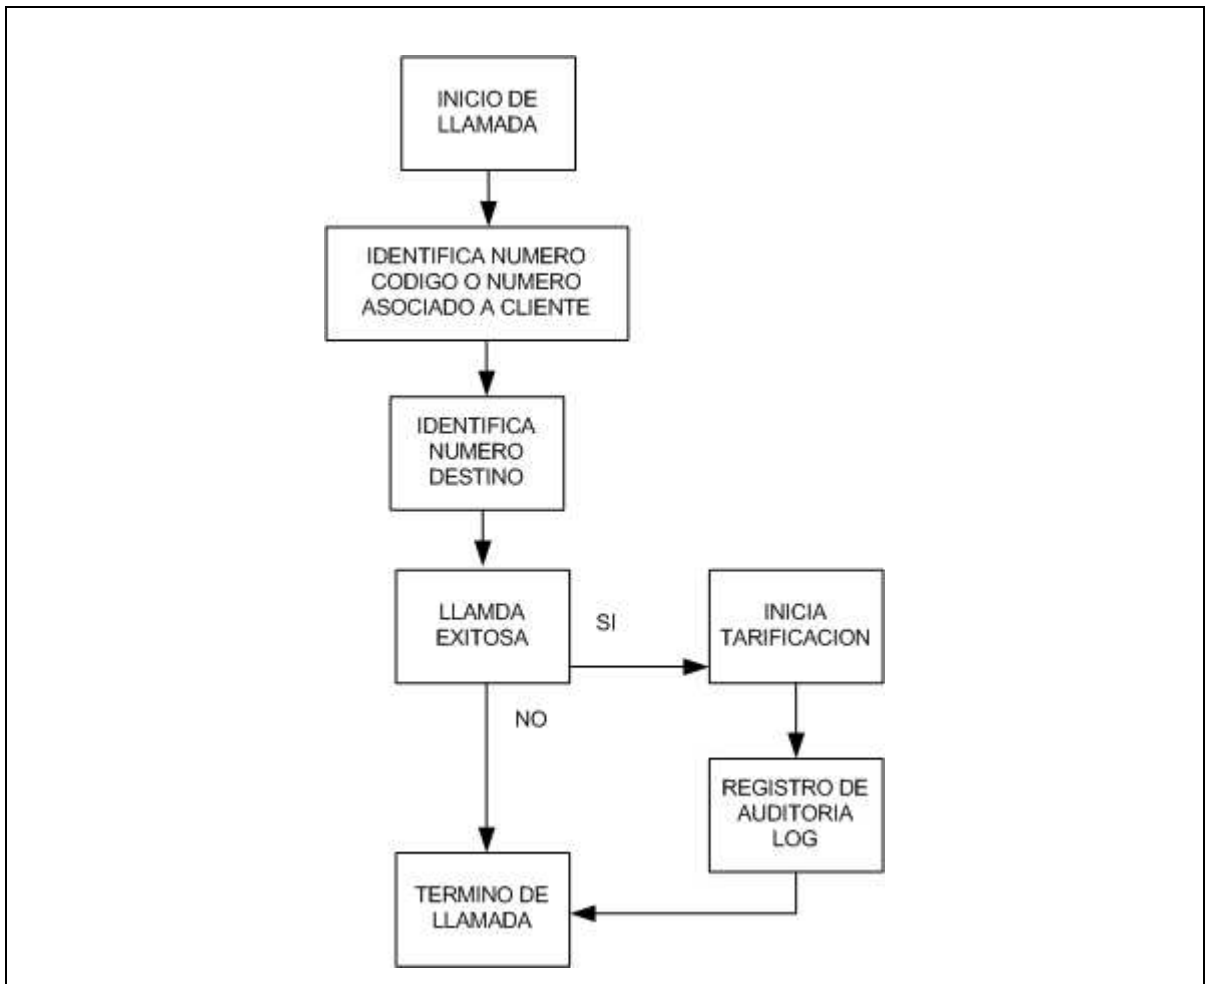 INICIO DE
LLAMADA
IDENTIFICA NUMERO
CODIGO O NUMERO
ASOCIADO A CLIENTE
IDENTIFICA
NUMERO
DESTINO
LLAMDA
EXITOSA
SI
INICIA
TARIFICACION
NO
REGISTRO DE
AUDITORIA
LOG
TERMINO DE
LLAMADA